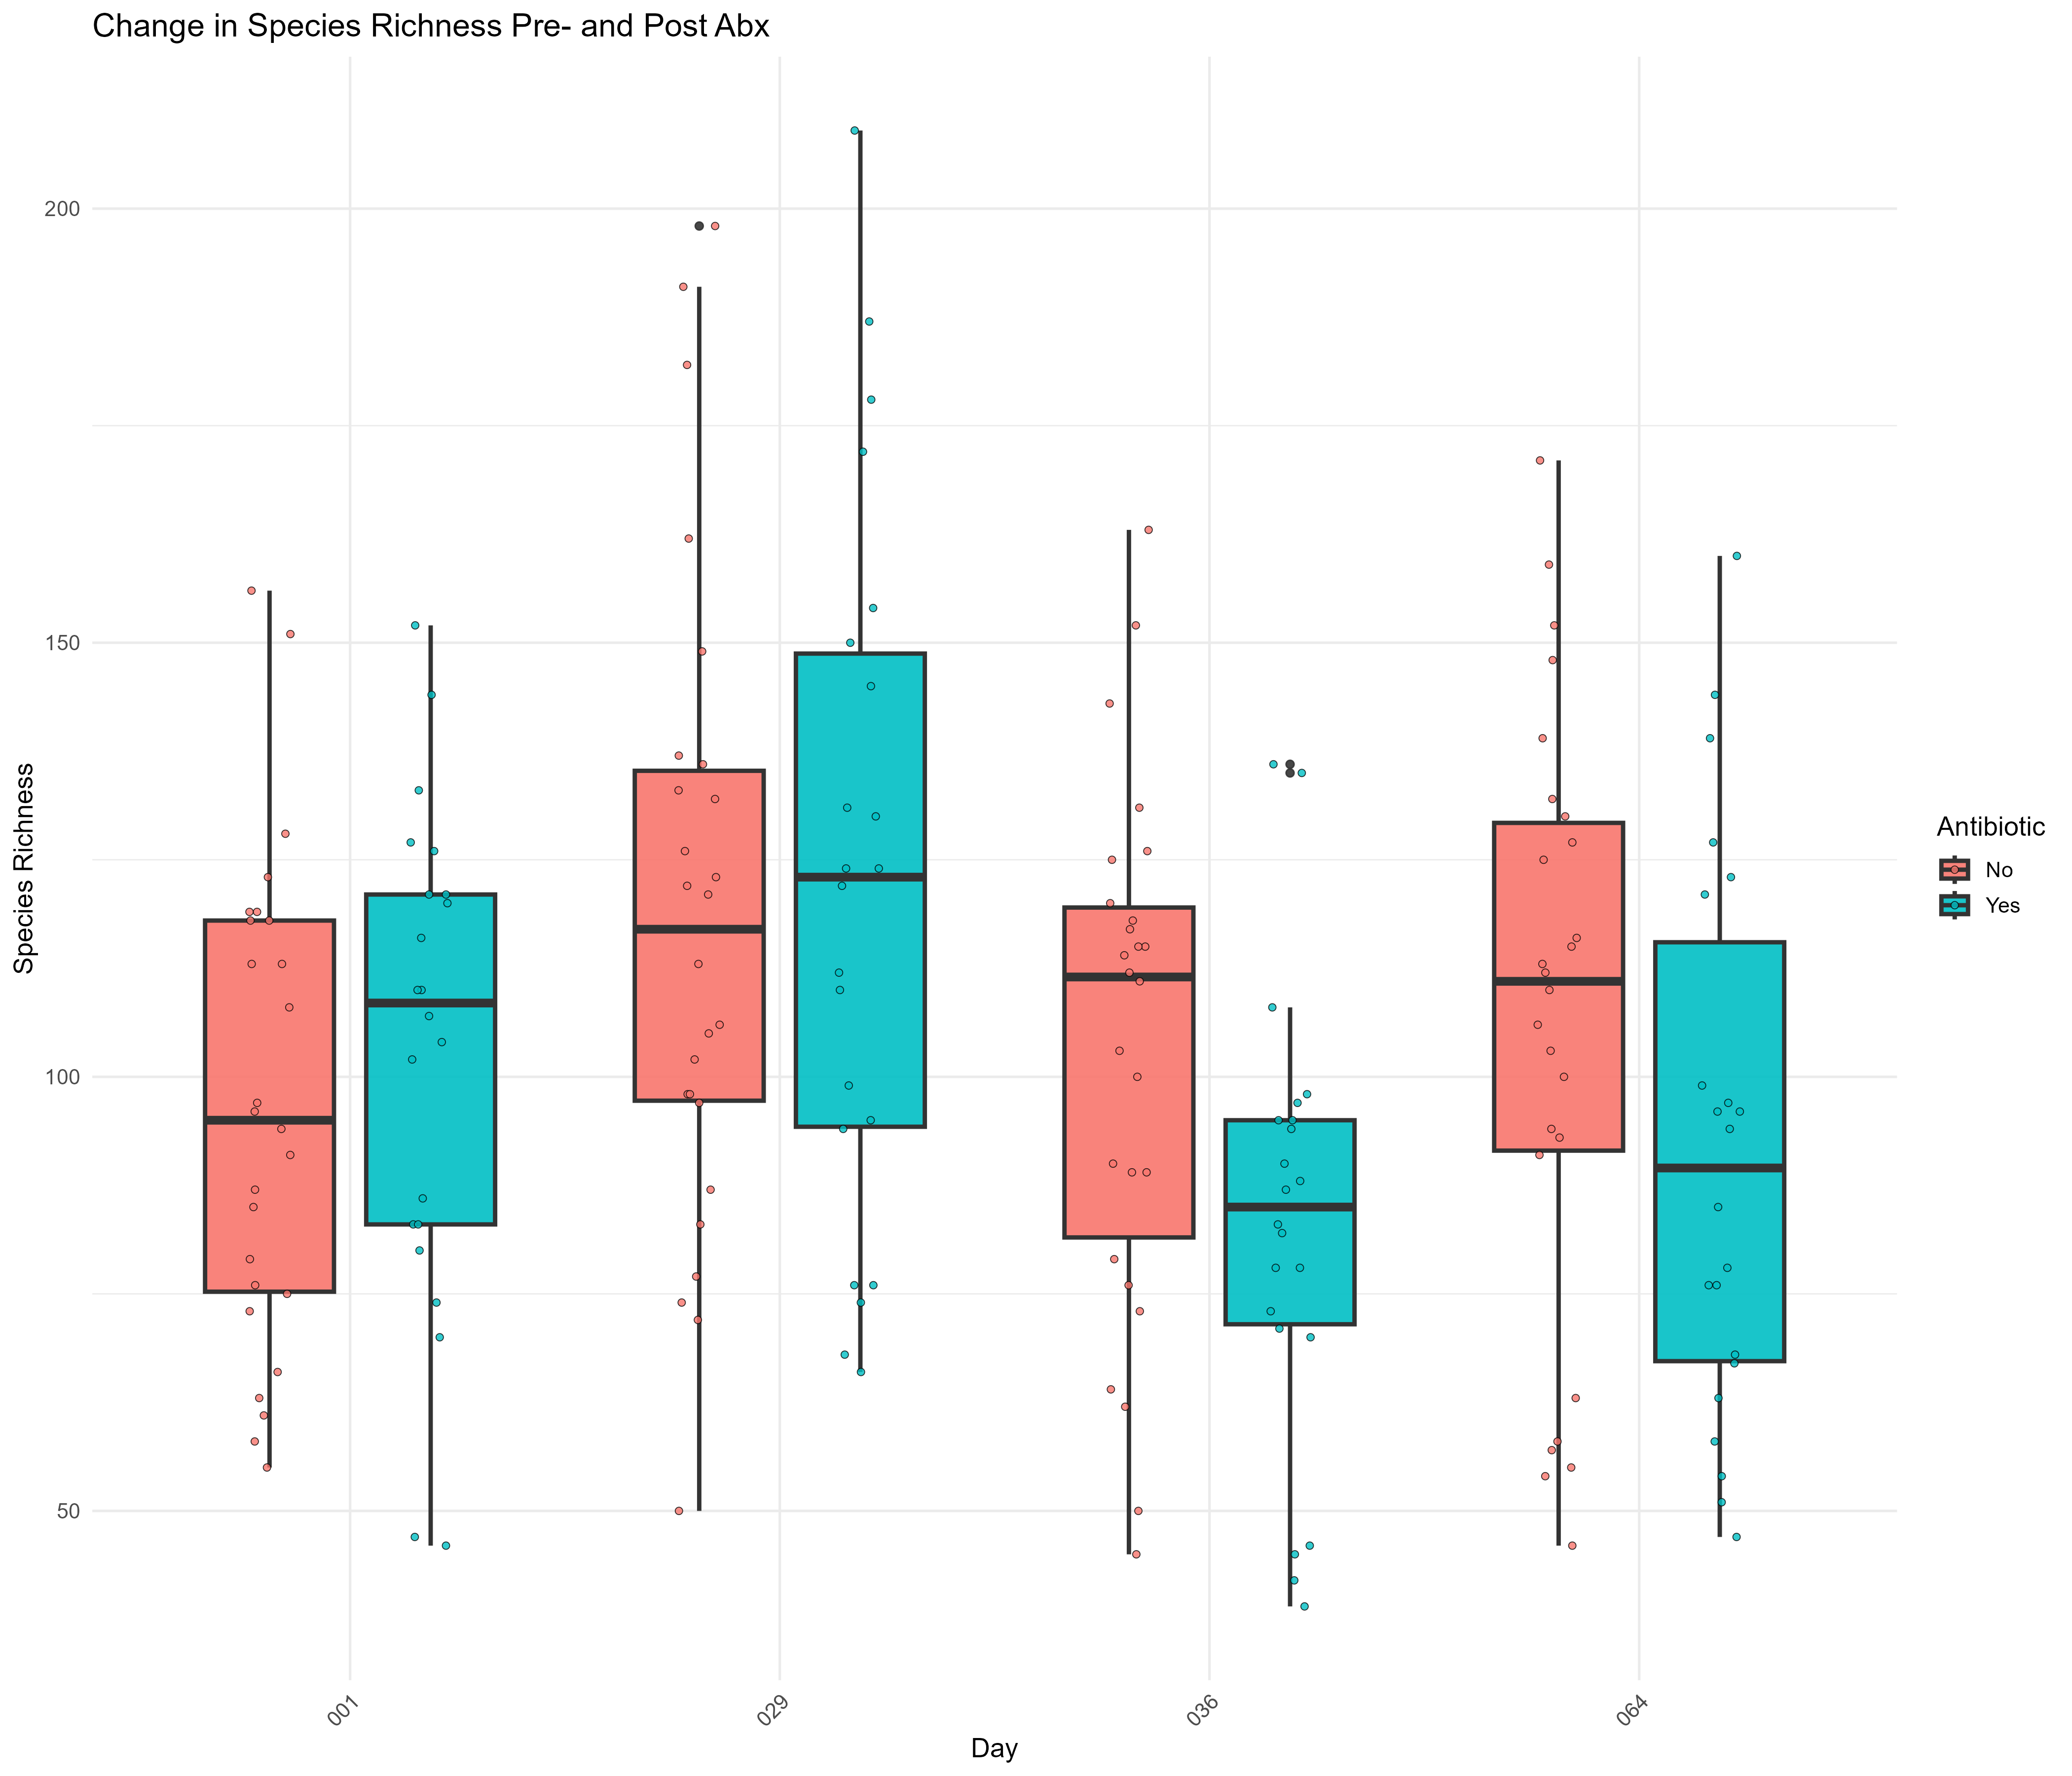 Change in Species Richness Pre- and Post Abx
Species Richness
200
150
100
50
001
029
036
064
Day
Antibiotic
No
Yes